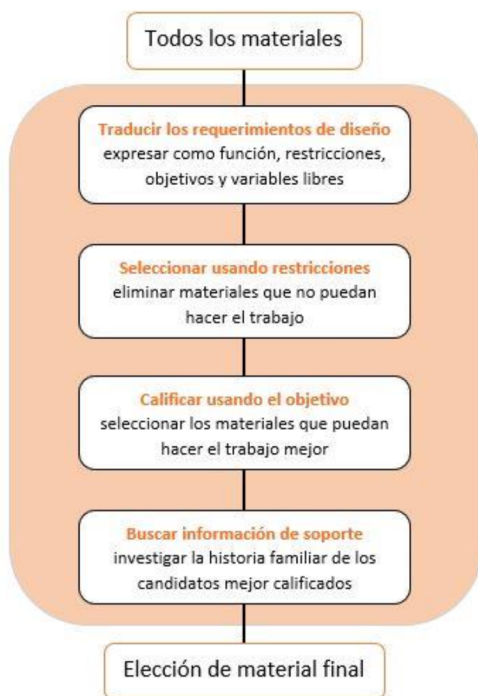 Todos los materiales
Traducir los requerimientos de diseño
expresar como función, restricciones,
objetivos y variables libres
Seleccionar usando restricciones
eliminar materiales que no puedan
hacer el trabajo
Calificar usando el objetivo
seleccionar los materiales que puedan
hacer el trabajo mejor
Buscar información de soporte
investigar la historia familiar de los
candidatos mejor calificados
Elección de material final